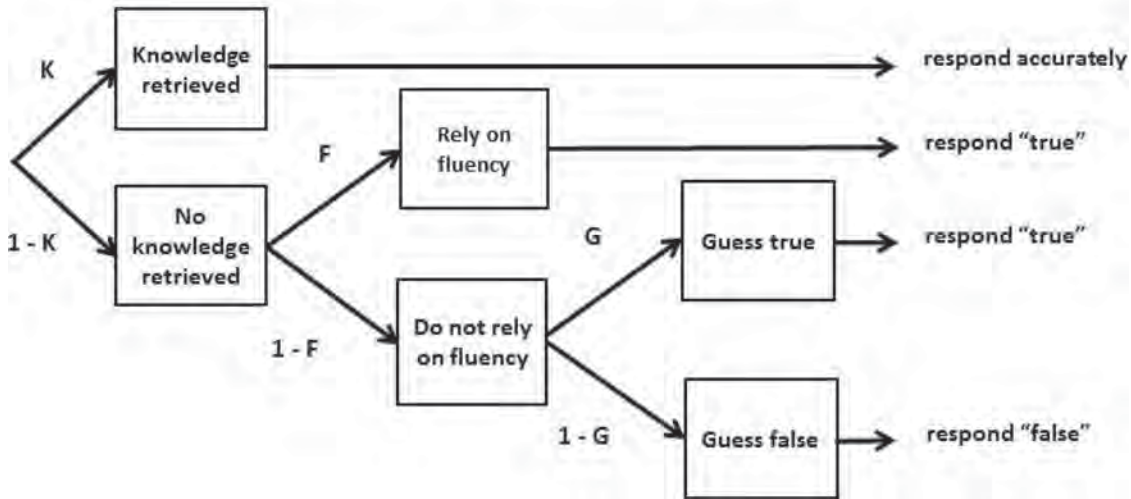 K
Knowledge
retrieved
respond accurately
1 - K
No
knowledge
retrieved
F
Rely on
fluency
respond “true”
1 - F
Do not rely
on fluency
G
Guess true
respond “true”
1 - G
Guess false
respond “false”